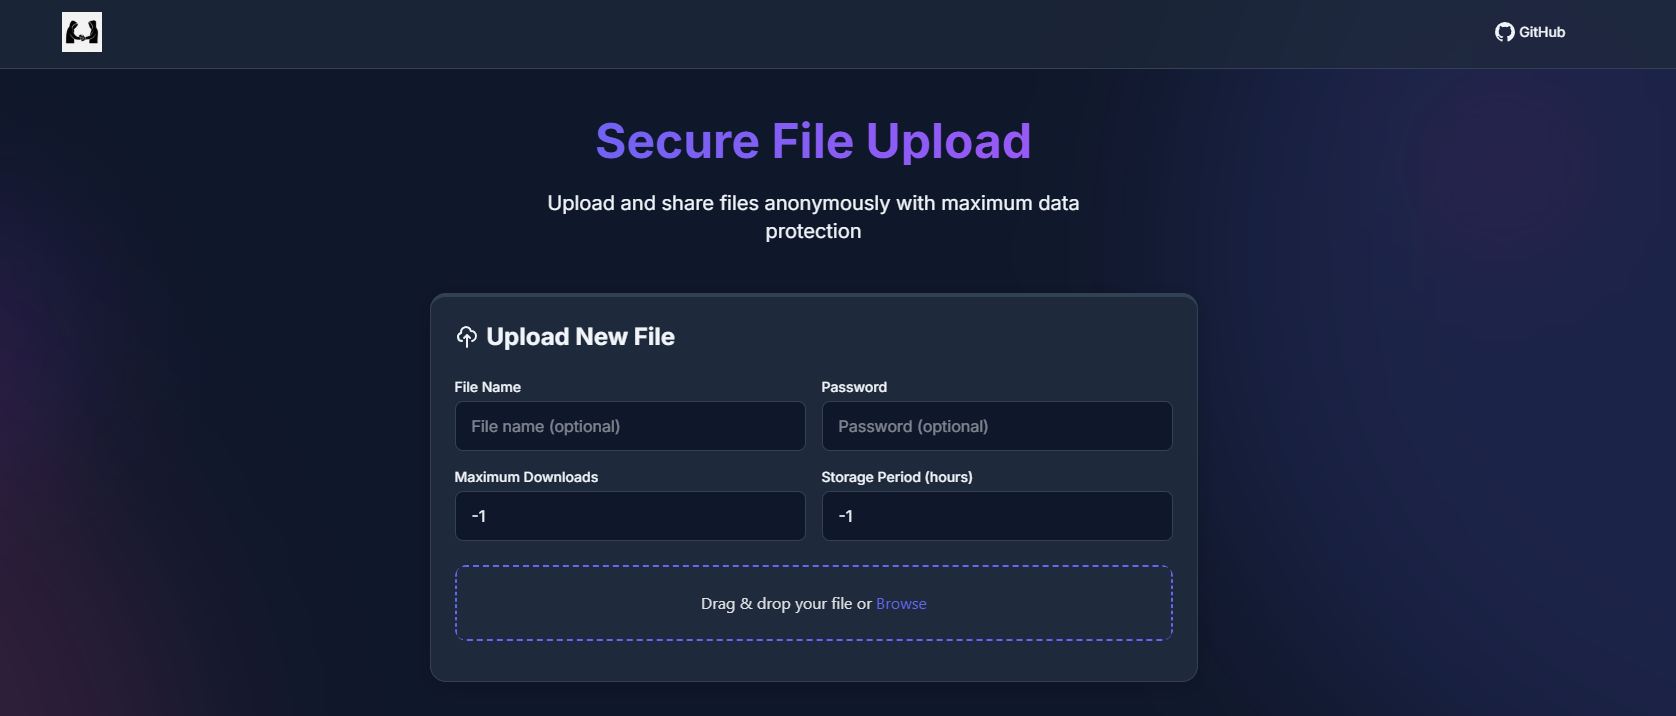 GitHub
Secure File Upload
Upload and share files anonymously with maximum data
protection
Upload New File
File Name
Password
File name (optional)
Password (optional)
Maximum Downloads
Storage Period (hours)
-1
-1
Drag & drop your file or Browse